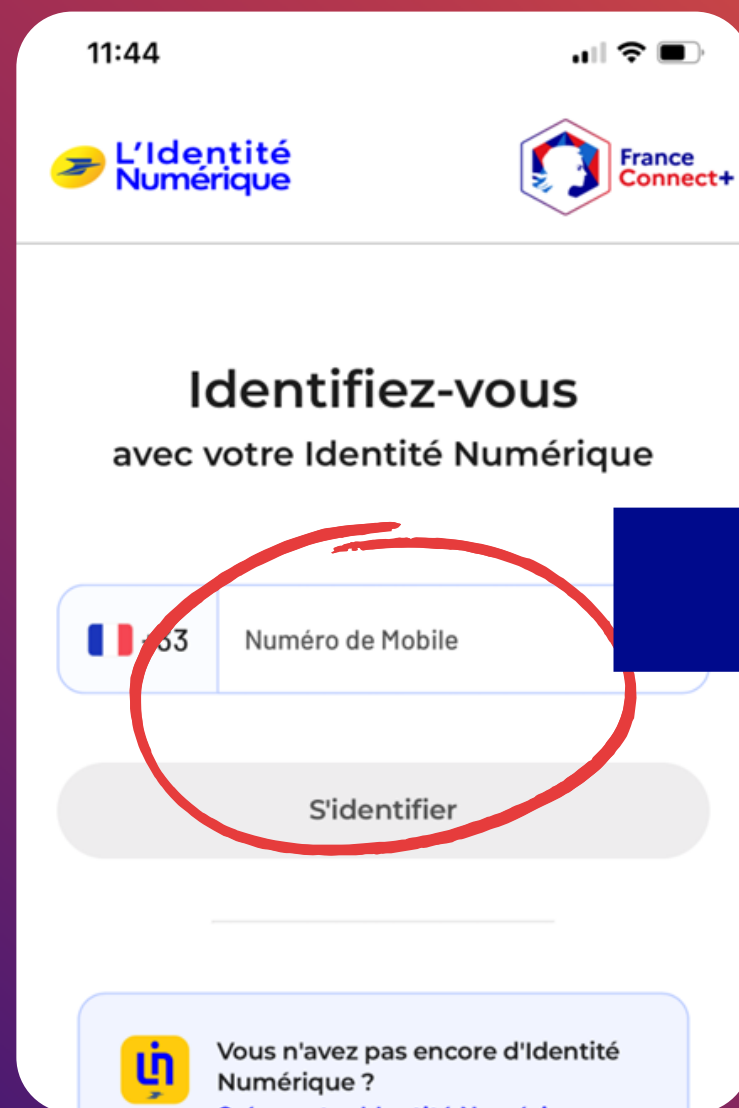 11:44
L'Identité
Numérique
France
Connect+
Identifiez-vous
avec votre Identité Numérique
+33
Numéro de Mobile
S'identifier
Vous n'avez pas encore d'Identité
Numérique ?